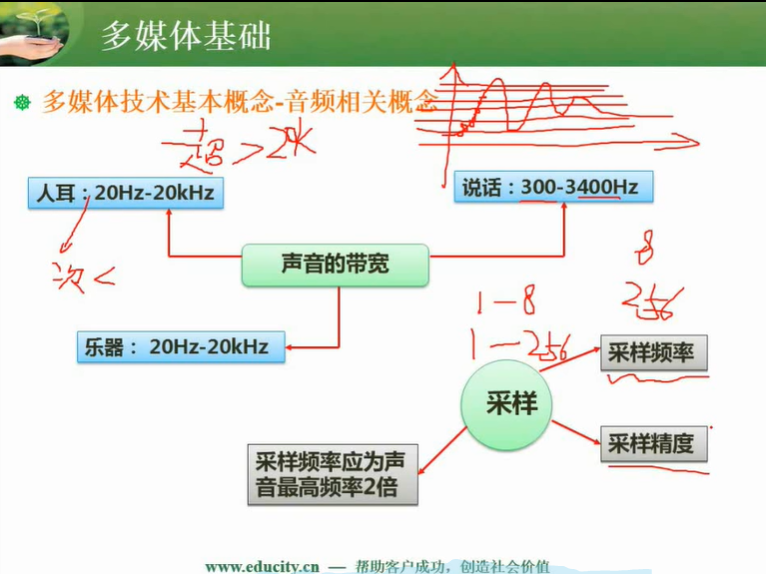 多媒体基础
多媒体技术基本概念-音频相关概念
超>20K
人耳：20Hz-20kHz
说话：300-3400Hz
次<
声音的带宽
8
256
1-8
1-256
乐器： 20Hz-20kHz
采样频率
采样
采样精度
采样频率应为声
音最高频率2倍
www.educity.cn — 帮助客户成功，创造社会价值